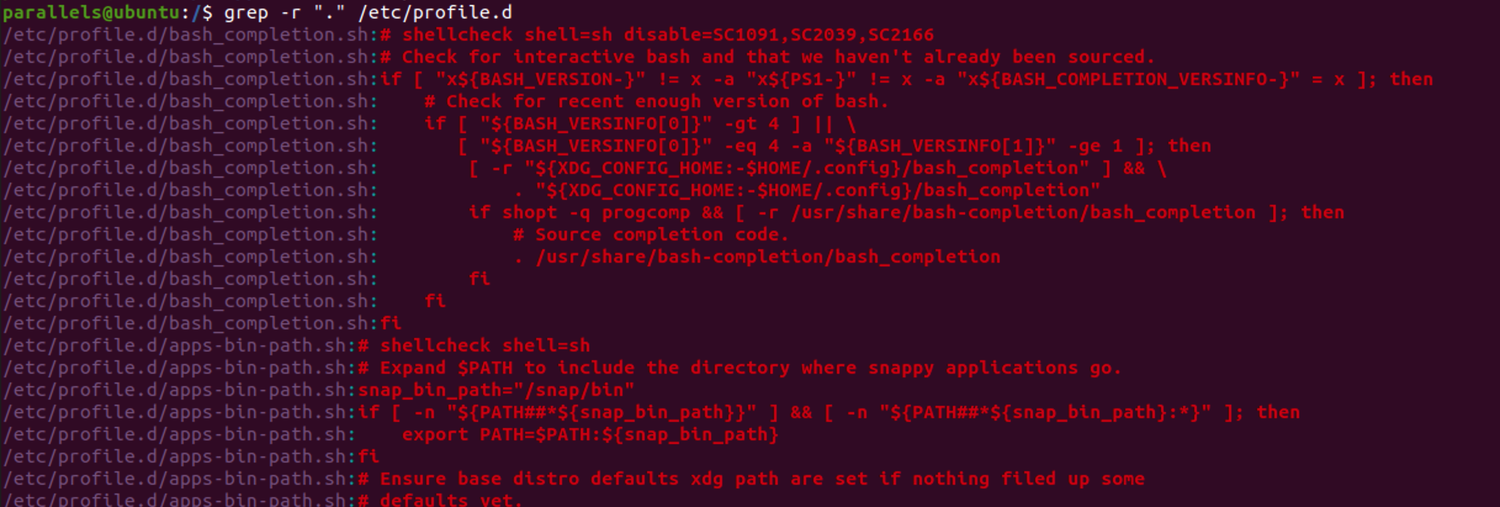 parallels@ubuntu:/$ grep -r "." /etc/profile.d
/etc/profile.d/bash_completion.sh:# shellcheck shell=sh disable=SC1091,SC2039,SC2166
/etc/profile.d/bash_completion.sh:# Check for interactive bash and that we haven't already been sourced.
/etc/profile.d/bash_completion.sh:if [ "x${BASH_VERSION-}" != x -a "x${PS1-}" != x -a "x${BASH_COMPLETION_VERSINFO-}" = x ]; then
/etc/profile.d/bash_completion.sh:    # Check for recent enough version of bash.
/etc/profile.d/bash_completion.sh:    if [ "${BASH_VERSINFO[0]}" -gt 4 ] || \
/etc/profile.d/bash_completion.sh:       [ "${BASH_VERSINFO[0]}" -eq 4 -a "${BASH_VERSINFO[1]}" -ge 1 ]; then
/etc/profile.d/bash_completion.sh:        [ -r "${XDG_CONFIG_HOME:-$HOME/.config}/bash_completion" ] && \
/etc/profile.d/bash_completion.sh:            . "${XDG_CONFIG_HOME:-$HOME/.config}/bash_completion"
/etc/profile.d/bash_completion.sh:        if shopt -q progcomp && [ -r /usr/share/bash-completion/bash_completion ]; then
/etc/profile.d/bash_completion.sh:            # Source completion code.
/etc/profile.d/bash_completion.sh:            . /usr/share/bash-completion/bash_completion
/etc/profile.d/bash_completion.sh:        fi
/etc/profile.d/bash_completion.sh:    fi
/etc/profile.d/bash_completion.sh:fi
/etc/profile.d/apps-bin-path.sh:# shellcheck shell=sh
/etc/profile.d/apps-bin-path.sh:# Expand $PATH to include the directory where snappy applications go.
/etc/profile.d/apps-bin-path.sh:snap_bin_path="/snap/bin"
/etc/profile.d/apps-bin-path.sh:if [ -n "${PATH##*${snap_bin_path}}" ] && [ -n "${PATH##*${snap_bin_path}:*}" ]; then
/etc/profile.d/apps-bin-path.sh:    export PATH=$PATH:${snap_bin_path}
/etc/profile.d/apps-bin-path.sh:fi
/etc/profile.d/apps-bin-path.sh:# Ensure base distro defaults xdg path are set if nothing filed up some
/etc/profile.d/apps-bin-path.sh:# defaults yet.